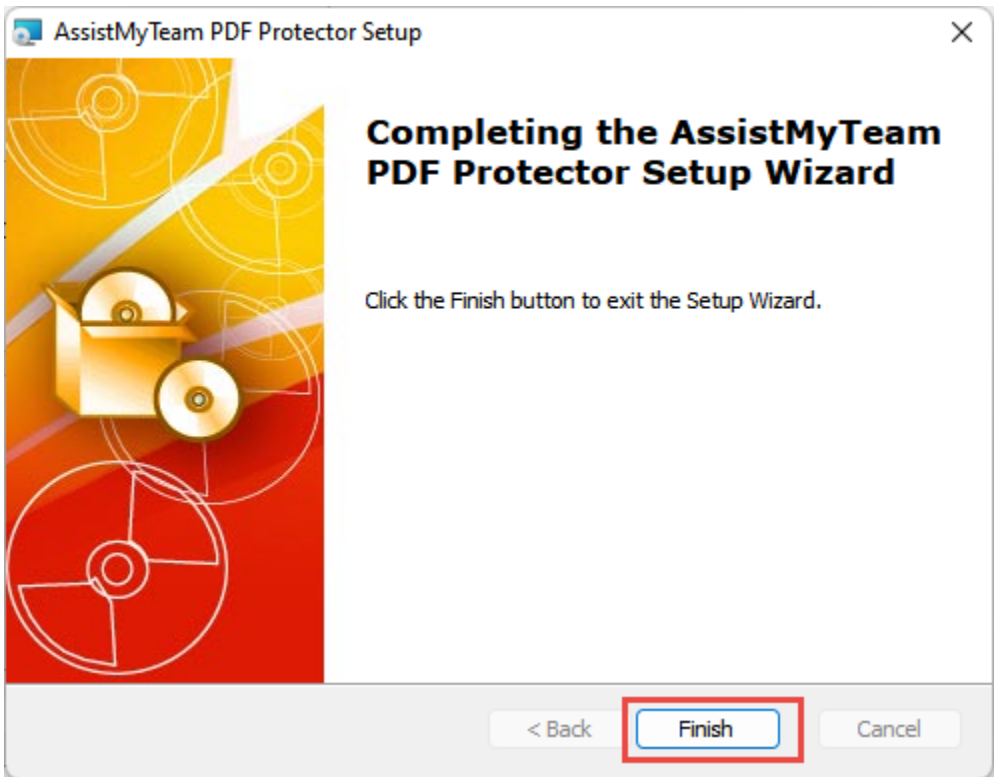 AssistMyTeam PDF Protector Setup
Completing the AssistMyTeam
PDF Protector Setup Wizard
Click the Finish button to exit the Setup Wizard.
< Back Finish Cancel